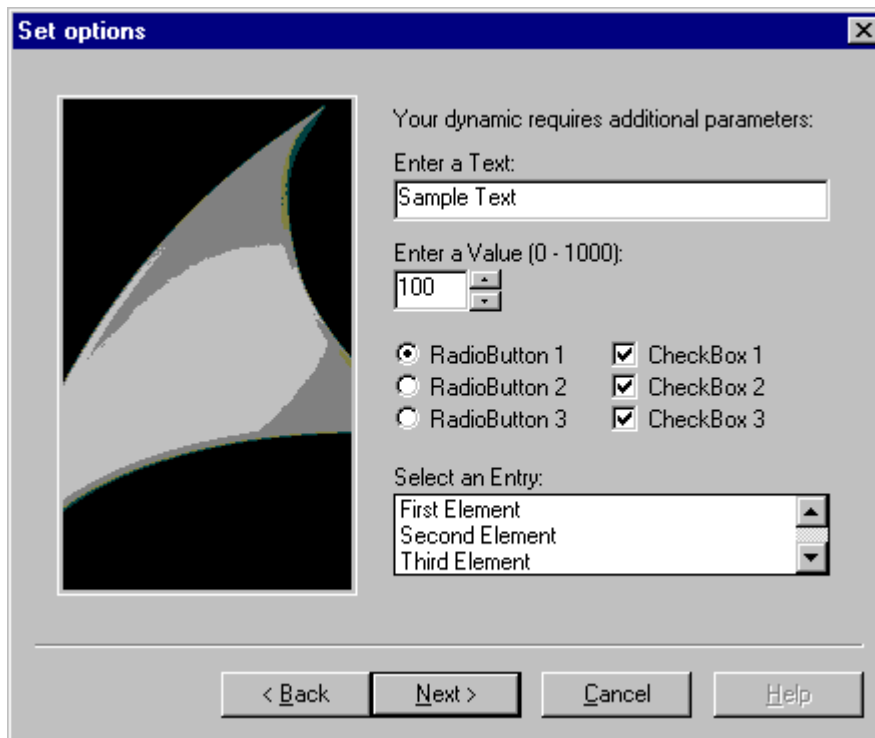 Set options
Your dynamic requires additional parameters:
Enter a Text:
Sample Text
Enter a Value (0 - 1000):
100
RadioButton 1 CheckBox 1
RadioButton 2 CheckBox 2
RadioButton 3 CheckBox 3
Select an Entry:
First Element
Second Element
Third Element
< Back Next > Cancel Help